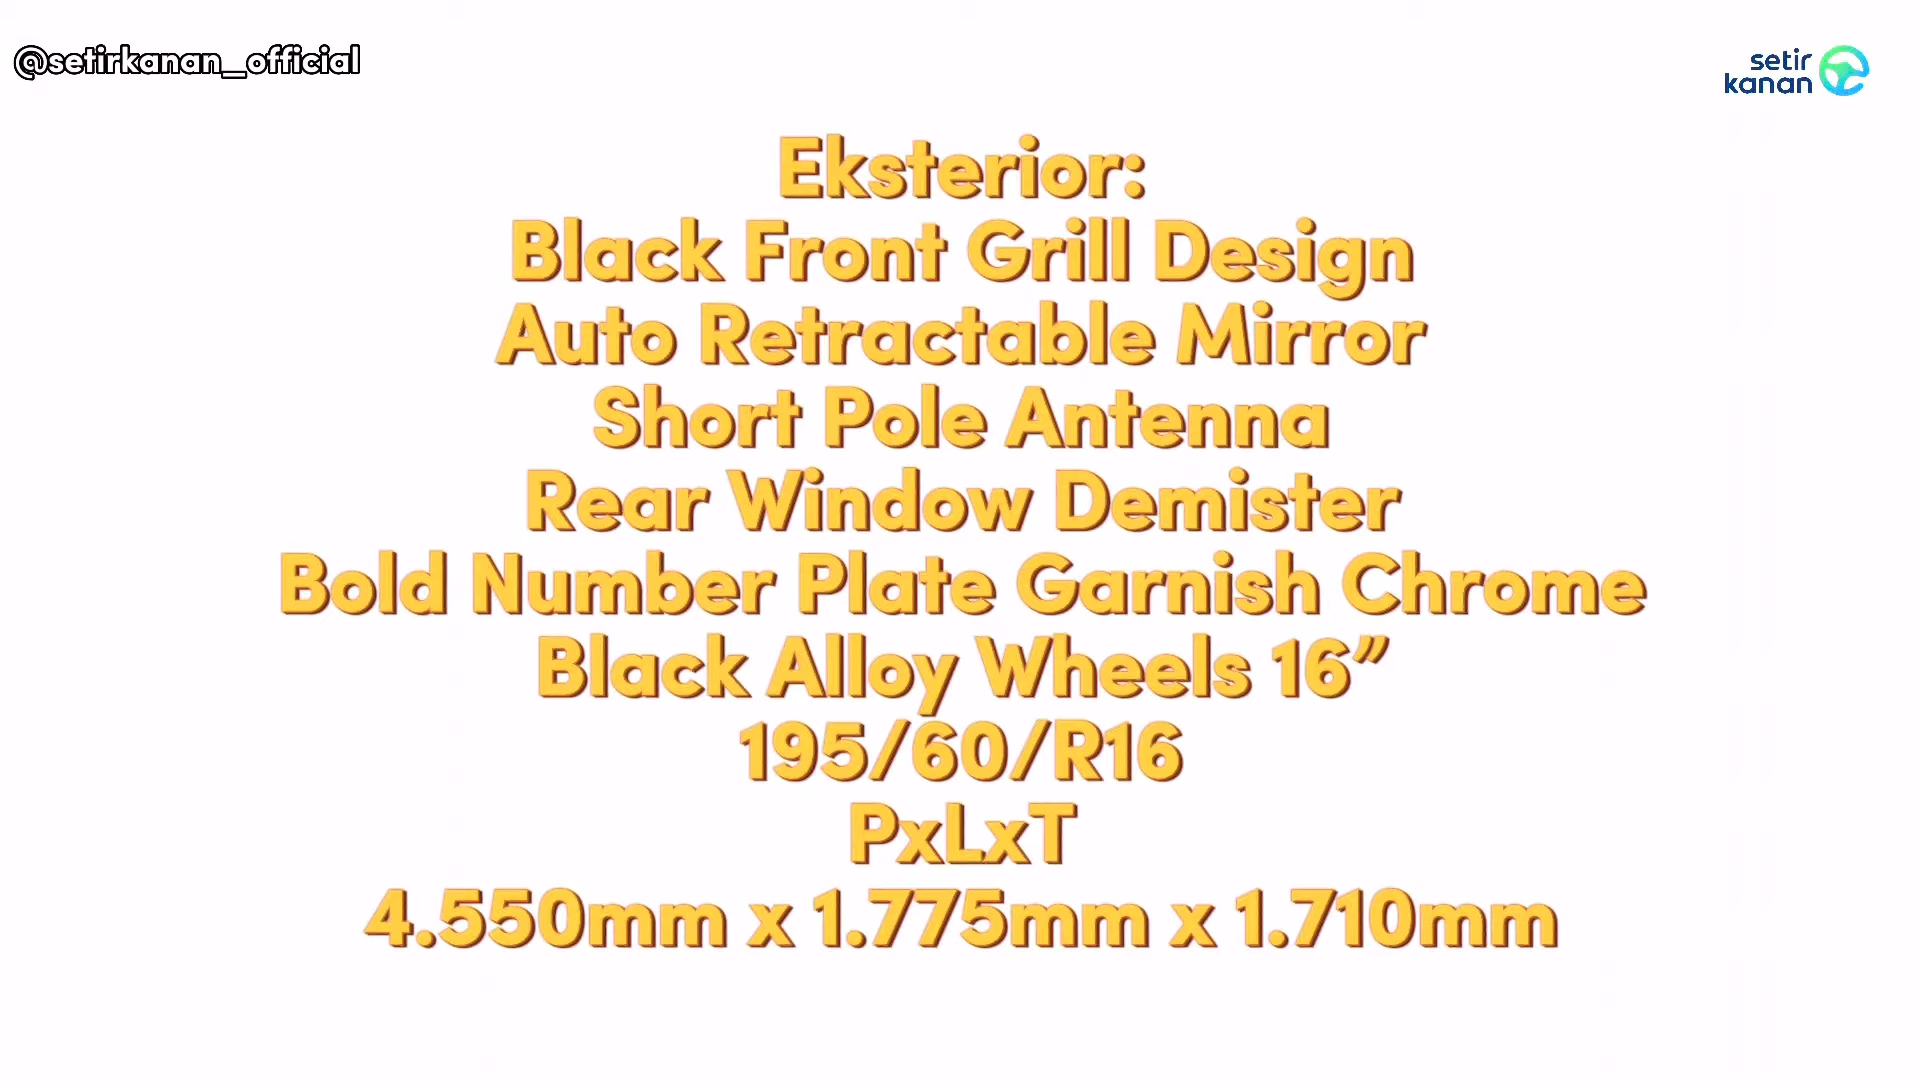 @setirkanan_official
setir
kanan
Eksterior:
Black Front Grill Design
Auto Retractable Mirror
Short Pole Antenna
Rear Window Demister
Bold Number Plate Garnish Chrome
Black Alloy Wheels 16”
195/60/R16
PxLxT
4.550mm x 1.775mm x 1.710mm